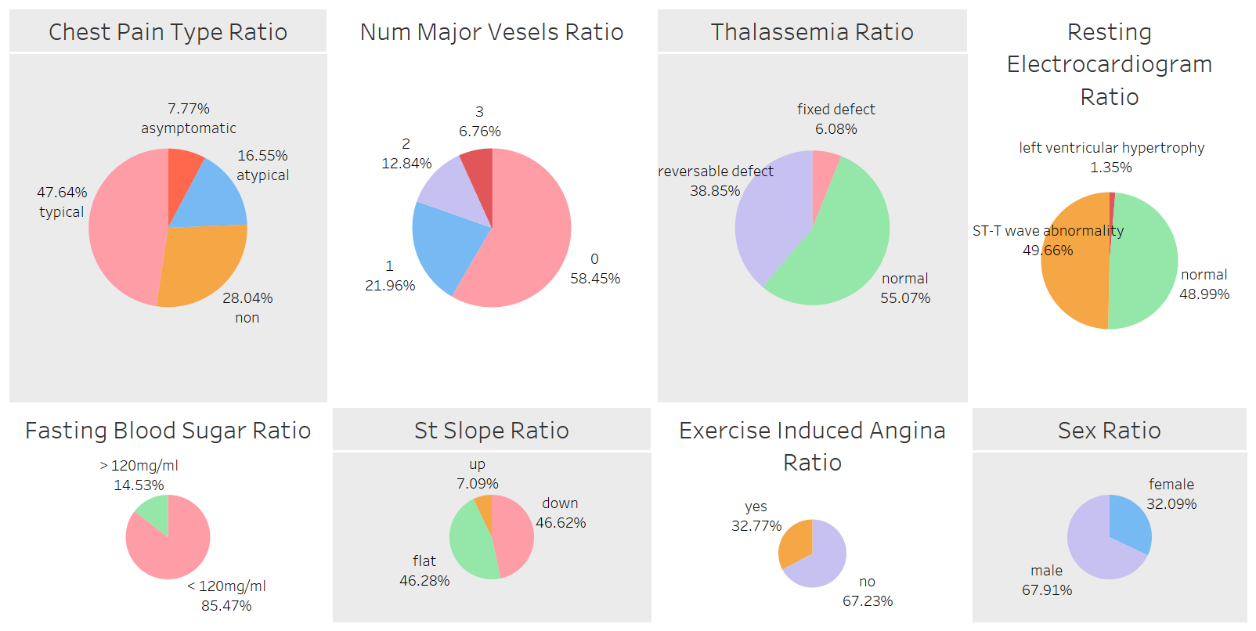 Chest Pain Type Ratio
7.77%
asymptomatic
16.55%
atypical
47.64%
typical
28.04%
non
Num Major Vesels Ratio
3
6.76%
2
12.84%
1
21.96%
0
58.45%
Thalassemia Ratio
fixed defect
6.08%
reversable defect
38.85%
normal
55.07%
Resting
Electrocardiogram
Ratio
left ventricular hypertrophy
1.35%
ST-T wave abnormality
49.66%
normal
48.99%
Fasting Blood Sugar Ratio
> 120mg/ml
14.53%
< 120mg/ml
85.47%
St Slope Ratio
up
7.09%
down
46.62%
flat
46.28%
Exercise Induced Angina
Ratio
yes
32.77%
no
67.23%
Sex Ratio
female
32.09%
male
67.91%